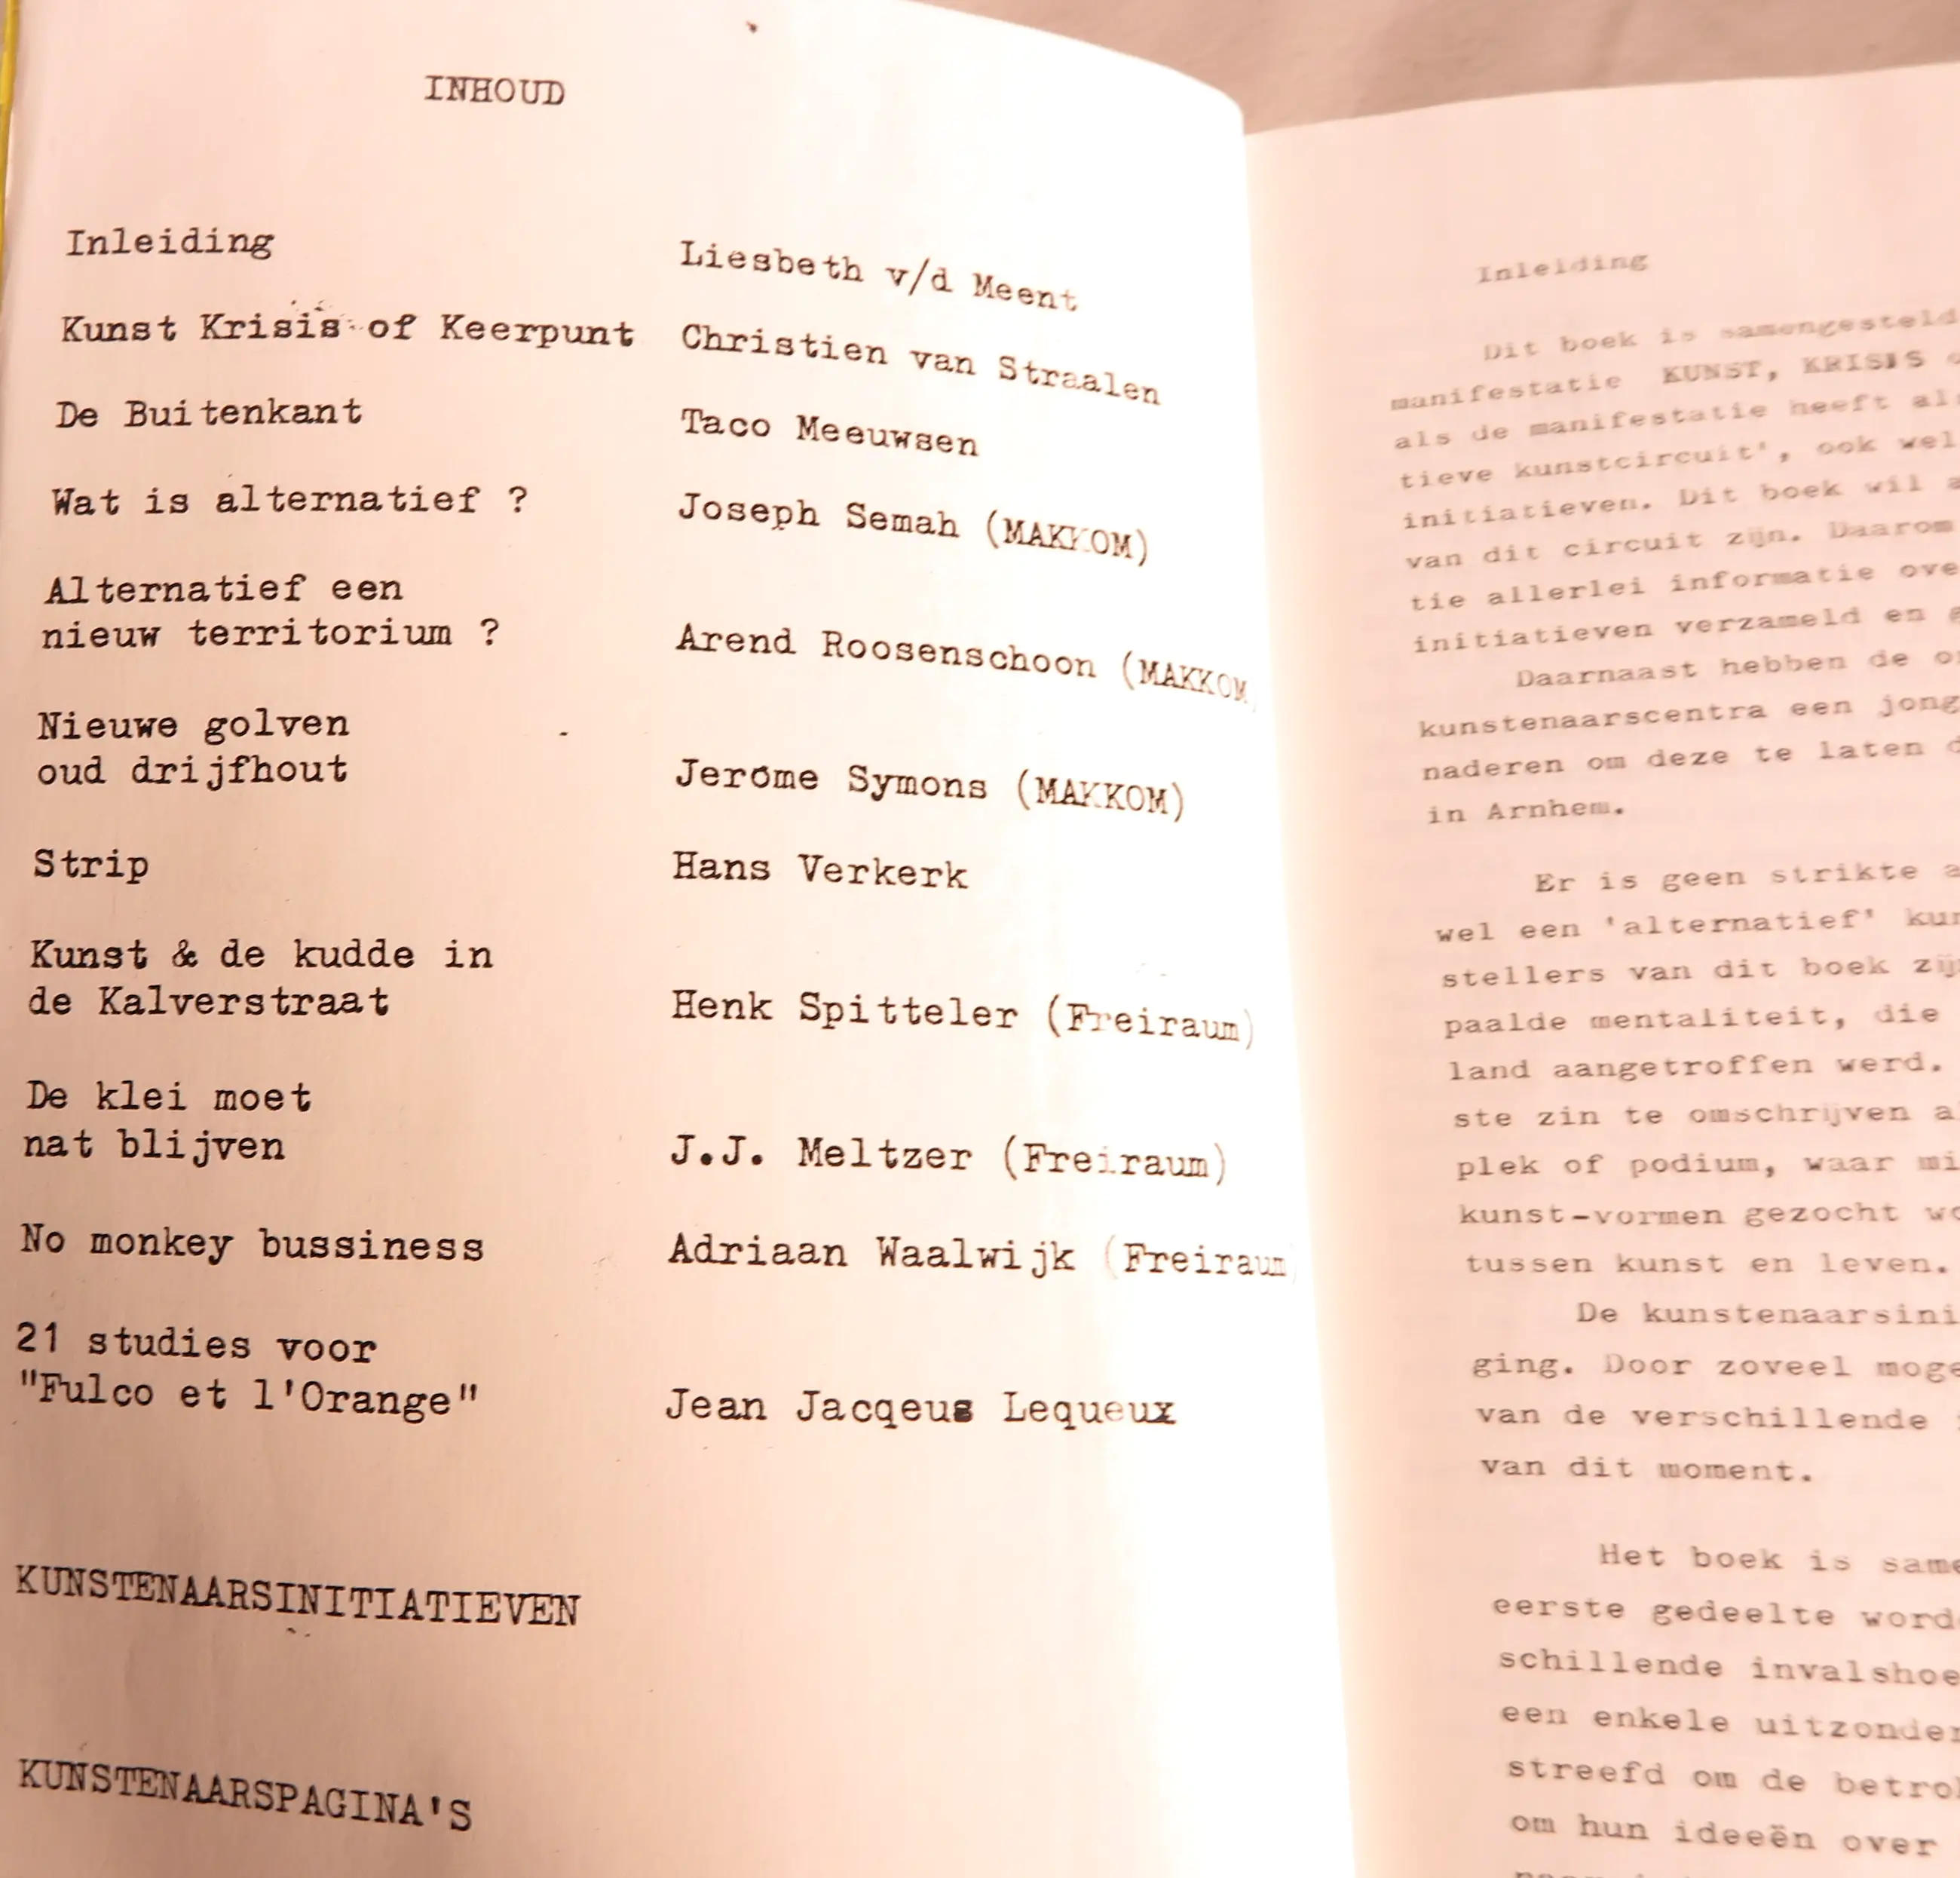 INHOUD
Inleiding Liesbeth v/d Meent
Kunst Krisis of Keerpunt Christien van Straalen
De Buitenkant Taco Meeuwsen
Wat is alternatief ? Joseph Semah (MAKKOM)
Alternatief een
nieuw territorium ? Arend Roosenschoon (MAKKOM
Nieuwe golven
oud drijfhout Jerome Symons (MAKKOM)
Strip Hans Verkerk
Kunst & de kudde in
de Kalverstraat Henk Spitteler (Freiraum)
De klei moet
nat blijven J.J. Meltzer (Freiraum)
No monkey bussiness Adriaan Waalwijk (Freiraum
21 studies voor
"Fulco et l'Orange" Jean Jacqeus Lequeux
KUNSTENAARSINITIATIEVEN
KUNSTENAARSPAGINA'S
Inleiding
Dit boek is samengesteld
manifestatie KUNST, KRISIS
als de manifestatie heeft
tieve kunstcircuit', ook wel
initiatieven. Dit boek wil
van dit circuit zijn. Daarom
tie allerlei informatie
initiatieven verzameld en
Daarnaast hebben de
kunstenaarscentra een
naderen om deze te laten
in Arnhem.
Er is geen strikte
wel een 'alternatief'
stellers van dit boek
paalde mentaliteit, die
land aangetroffen werd.
ste zin te omschrijven
plek of podium, waar
kunst-vormen gezocht
tussen kunst en leven.
De kunstenaarsini
ging. Door zoveel moge
van de verschillende
van dit moment.
Het boek is same
eerste gedeelte word
schillende invalshoe
een enkele uitzonder
streefd om de betro
om hun ideeën over